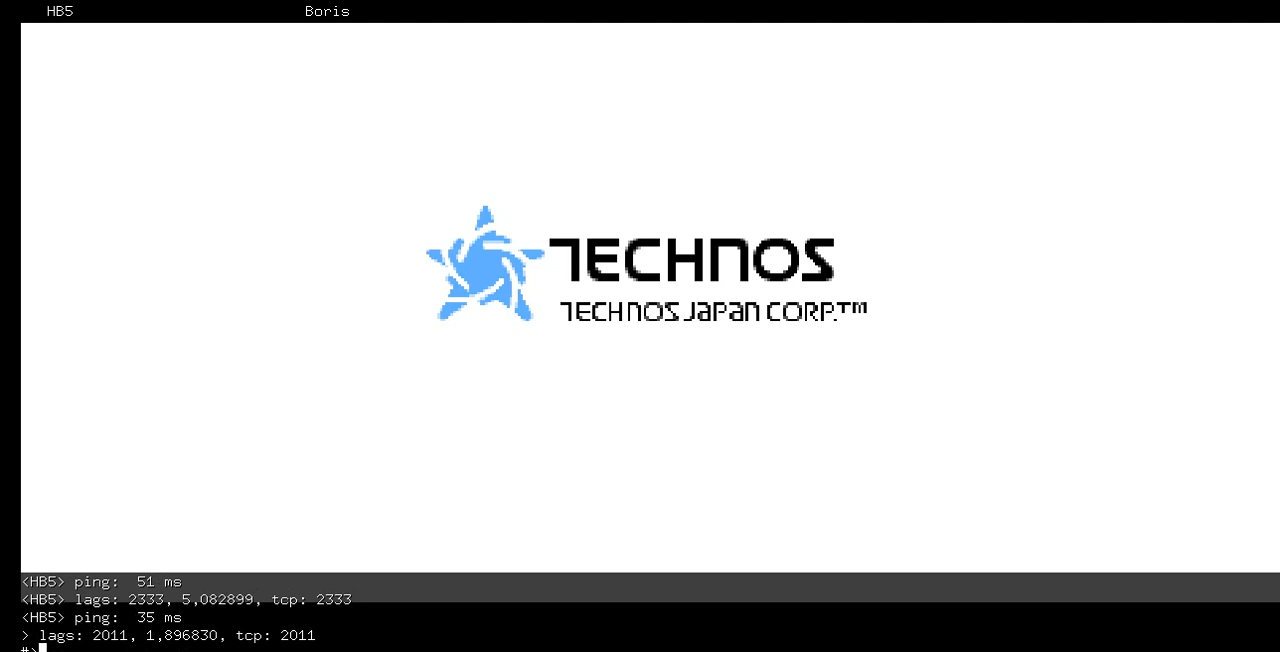 HB5 Boris
TECHNOS
TECHNOS JAPAN CORP.™
<HB5> ping:  51 ms
<HB5> lags: 2333, 5,082899, tcp: 2333
<HB5> ping:  35 ms
> lags: 2011, 1,896830, tcp: 2011
#>